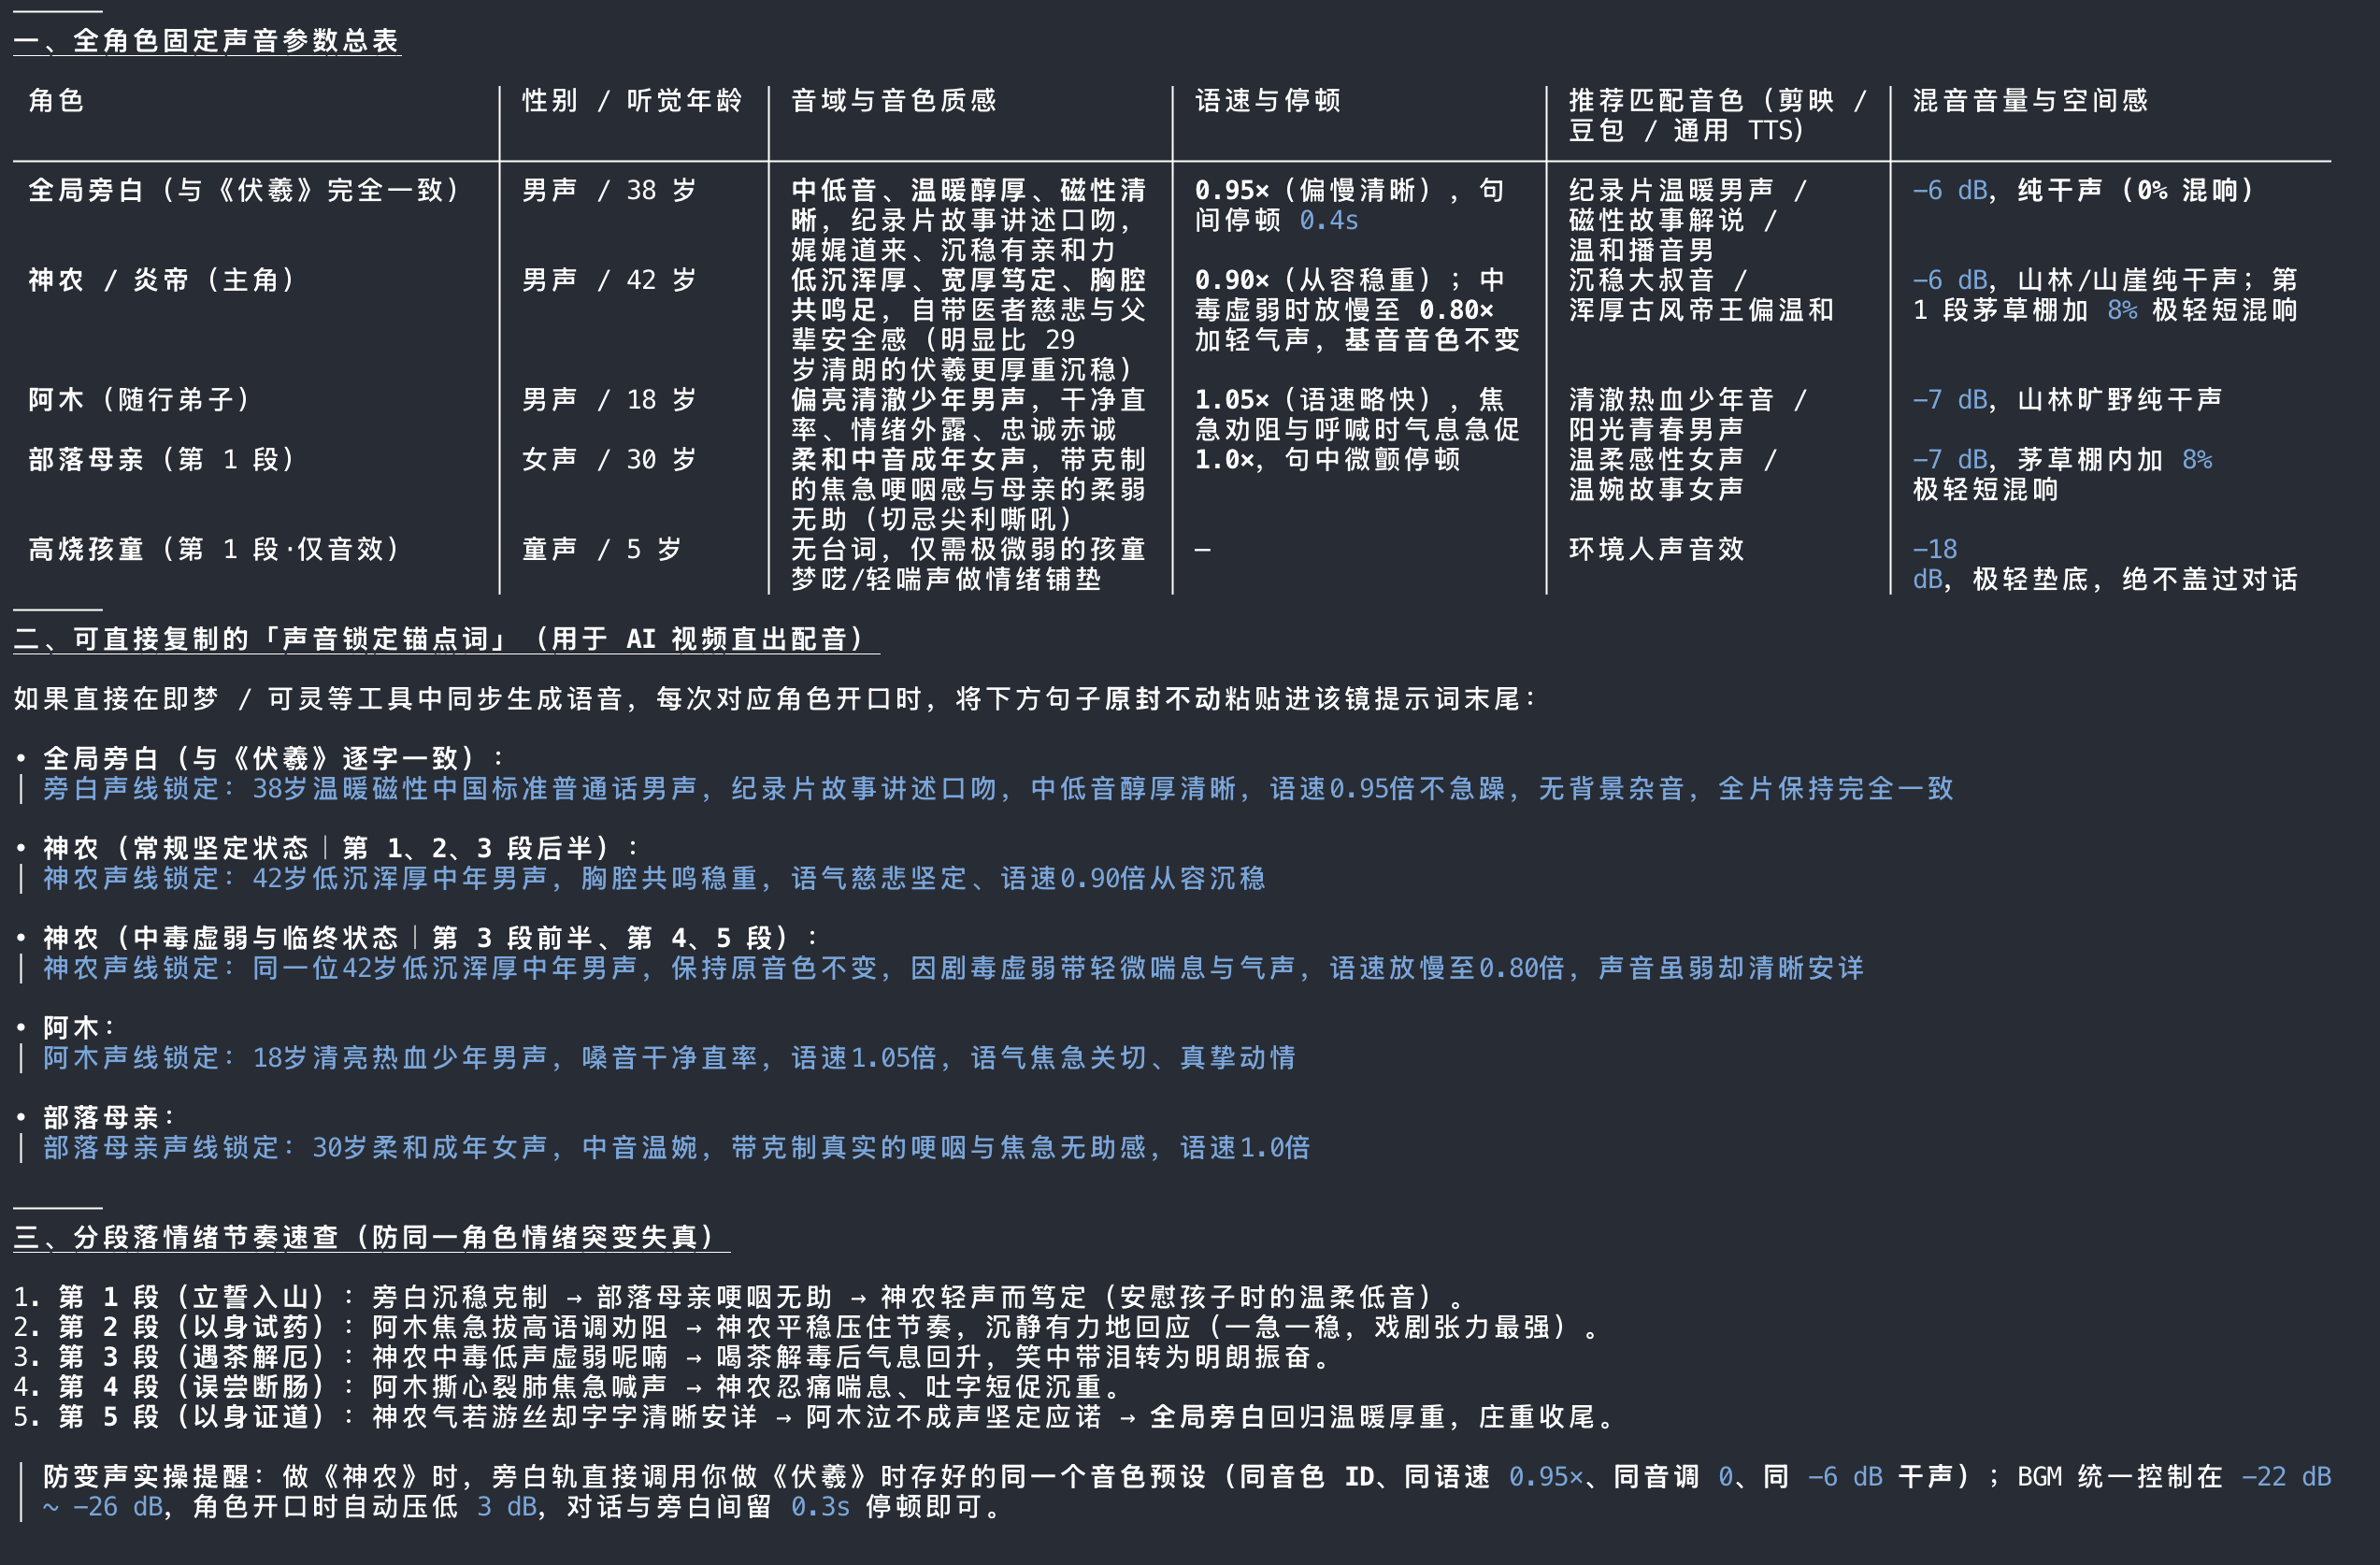 一、全角色固定声音参数总表
角色
性别 / 听觉年龄
音域与音色质感
语速与停顿
推荐匹配音色（剪映 /
豆包 / 通用 TTS）
混音音量与空间感
全局旁白（与《伏羲》完全一致）
男声 / 38 岁
中低音、温暖醇厚、磁性清
晰，纪录片故事讲述口吻，
娓娓道来、沉稳有亲和力
0.95×（偏慢清晰），句
间停顿 0.4s
纪录片温暖男声 /
磁性故事解说 /
温和播音男
−6 dB，纯干声（0% 混响）
神农 / 炎帝（主角）
男声 / 42 岁
低沉浑厚、宽厚笃定、胸腔
共鸣足，自带医者慈悲与父
辈安全感（明显比 29
岁清朗的伏羲更厚重沉稳）
0.90×（从容稳重）；中
毒虚弱时放慢至 0.80×
加轻气声，基音音色不变
沉稳大叔音 /
浑厚古风帝王偏温和
−6 dB，山林/山崖纯干声；第
1 段茅草棚加 8% 极轻短混响
阿木（随行弟子）
男声 / 18 岁
偏亮清澈少年男声，干净直
率、情绪外露、忠诚赤诚
1.05×（语速略快），焦
急劝阻与呼喊时气息急促
清澈热血少年音 /
阳光青春男声
−7 dB，山林旷野纯干声
部落母亲（第 1 段）
女声 / 30 岁
柔和中音成年女声，带克制
的焦急哽咽感与母亲的柔弱
无助（切忌尖利嘶吼）
1.0×，句中微颤停顿
温柔感性女声 /
温婉故事女声
−7 dB，茅草棚内加 8%
极轻短混响
高烧孩童（第 1 段·仅音效）
童声 / 5 岁
无台词，仅需极微弱的孩童
梦呓/轻喘声做情绪铺垫
—
环境人声音效
−18
dB，极轻垫底，绝不盖过对话
二、可直接复制的「声音锁定锚点词」（用于 AI 视频直出配音）
如果直接在即梦 / 可灵等工具中同步生成语音，每次对应角色开口时，将下方句子原封不动粘贴进该镜提示词末尾：
• 全局旁白（与《伏羲》逐字一致）：
旁白声线锁定：38岁温暖磁性中国标准普通话男声，纪录片故事讲述口吻，中低音醇厚清晰，语速0.95倍不急躁，无背景杂音，全片保持完全一致
• 神农（常规坚定状态｜第 1、2、3 段后半）：
神农声线锁定：42岁低沉浑厚中年男声，胸腔共鸣稳重，语气慈悲坚定、语速0.90倍从容沉稳
• 神农（中毒虚弱与临终状态｜第 3 段前半、第 4、5 段）：
神农声线锁定：同一位42岁低沉浑厚中年男声，保持原音色不变，因剧毒虚弱带轻微喘息与气声，语速放慢至0.80倍，声音虽弱却清晰安详
• 阿木：
阿木声线锁定：18岁清亮热血少年男声，嗓音干净直率，语速1.05倍，语气焦急关切、真挚动情
• 部落母亲：
部落母亲声线锁定：30岁柔和成年女声，中音温婉，带克制真实的哽咽与焦急无助感，语速1.0倍
三、分段落情绪节奏速查（防同一角色情绪突变失真）
1. 第 1 段（立誓入山）：旁白沉稳克制 → 部落母亲哽咽无助 → 神农轻声而笃定（安慰孩子时的温柔低音）。
2. 第 2 段（以身试药）：阿木焦急拔高语调劝阻 → 神农平稳压住节奏，沉静有力地回应（一急一稳，戏剧张力最强）。
3. 第 3 段（遇茶解厄）：神农中毒低声虚弱呢喃 → 喝茶解毒后气息回升，笑中带泪转为明朗振奋。
4. 第 4 段（误尝断肠）：阿木撕心裂肺焦急喊声 → 神农忍痛喘息、吐字短促沉重。
5. 第 5 段（以身证道）：神农气若游丝却字字清晰安详 → 阿木泣不成声坚定应诺 → 全局旁白回归温暖厚重，庄重收尾。
防变声实操提醒：做《神农》时，旁白轨直接调用你做《伏羲》时存好的同一个音色预设（同音色 ID、同语速 0.95×、同音调 0、同 −6 dB 干声）；BGM 统一控制在 −22 dB
~ −26 dB，角色开口时自动压低 3 dB，对话与旁白间留 0.3s 停顿即可。